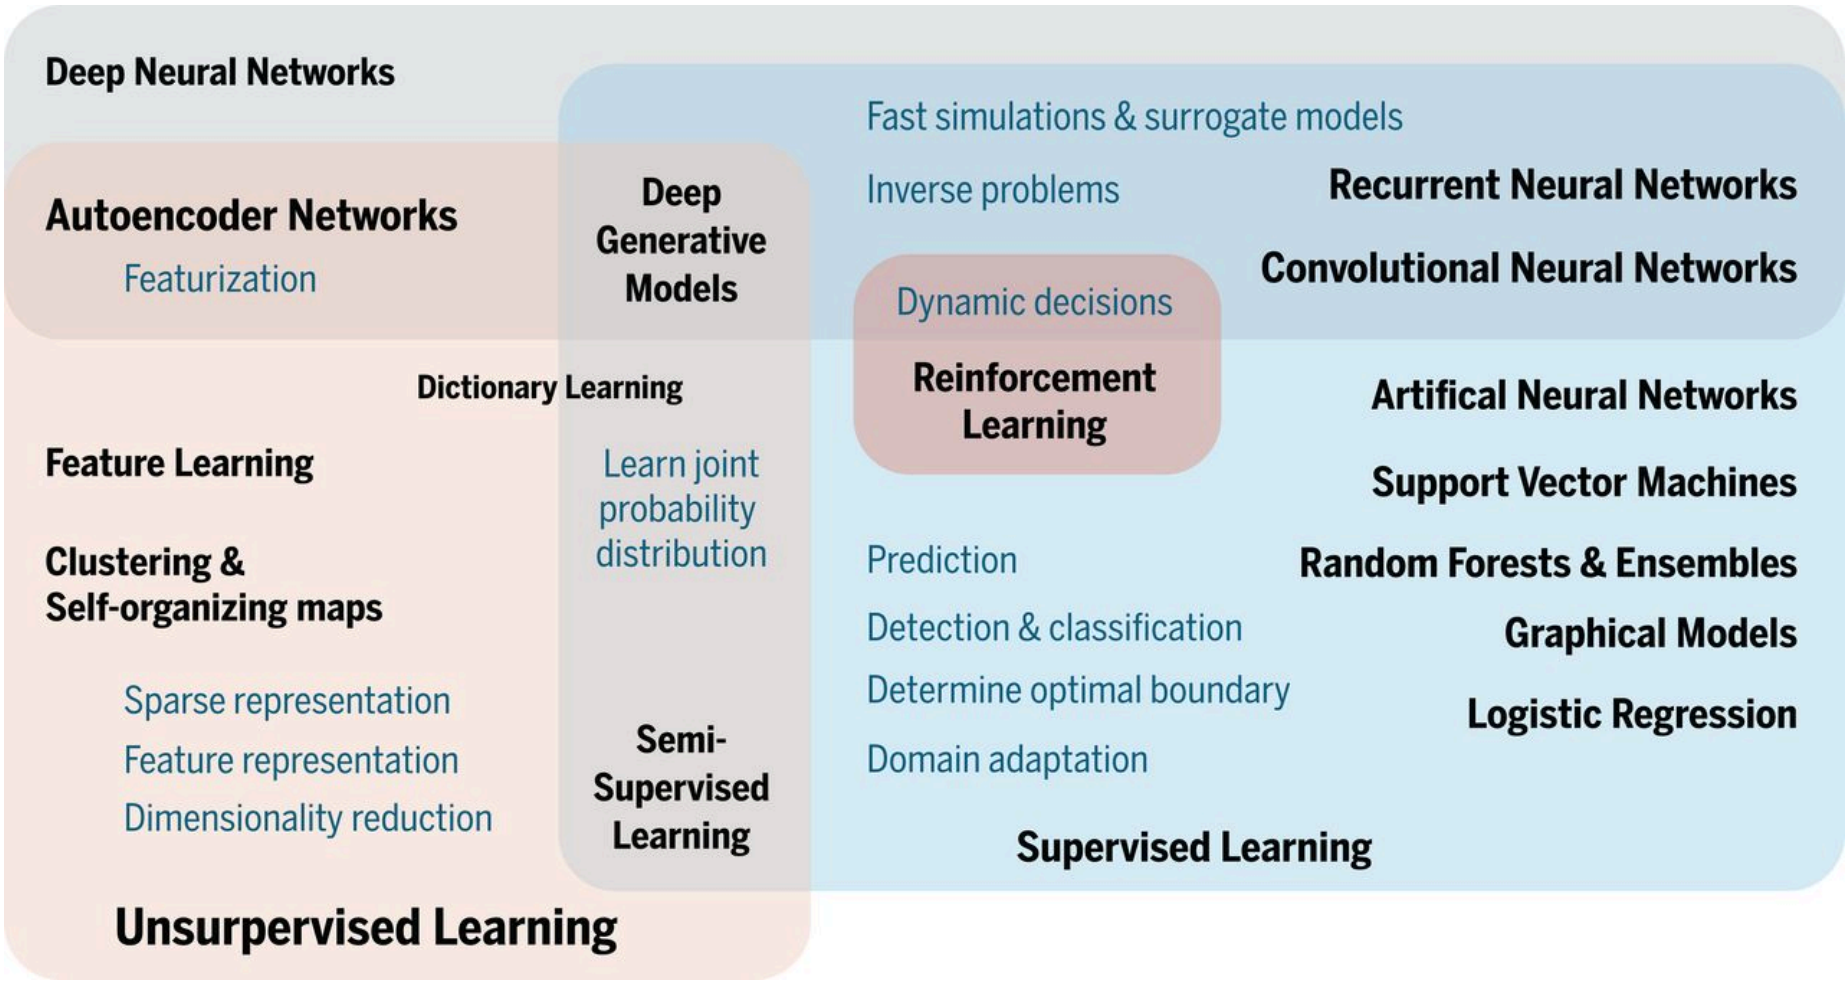 Deep Neural Networks
Fast simulations & surrogate models
Autoencoder Networks
Featurization
Deep
Generative
Models
Inverse problems
Recurrent Neural Networks
Convolutional Neural Networks
Dynamic decisions
Reinforcement
Learning
Dictionary Learning
Feature Learning
Clustering &
Self-organizing maps
Sparse representation
Feature representation
Dimensionality reduction
Learn joint
probability
distribution
Semi-
Supervised
Learning
Prediction
Detection & classification
Determine optimal boundary
Domain adaptation
Artifical Neural Networks
Support Vector Machines
Random Forests & Ensembles
Graphical Models
Logistic Regression
Supervised Learning
Unsurpervised Learning